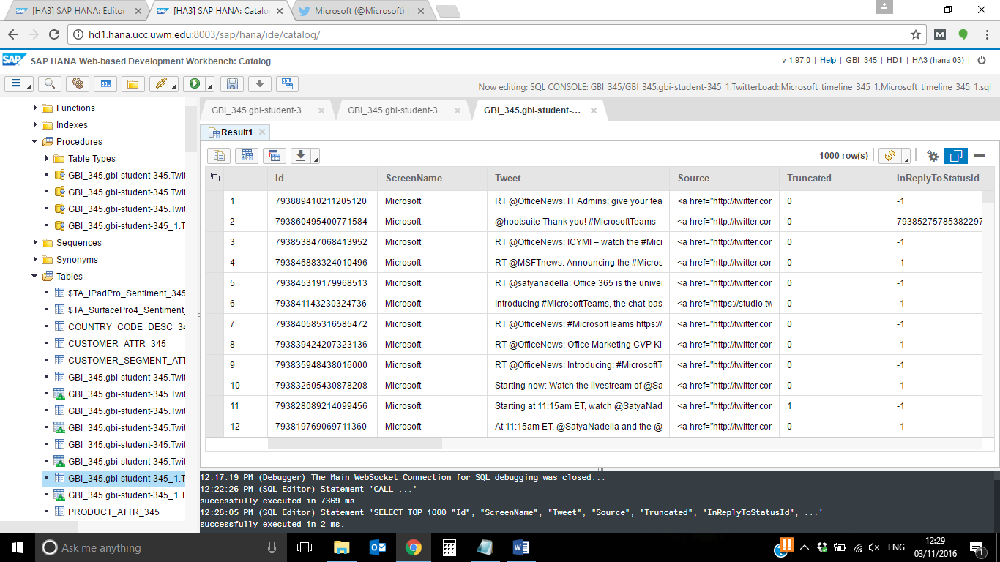 [HA3] SAP HANA: Editor
[HA3] SAP HANA: Catalo
Microsoft (@Microsoft) |
hd1.hana.ucc.uwm.edu:8003/sap/hana/ide/catalog/
SAP SAP HANA Web-based Development Workbench: Catalog
v 1.97.0 | Help | GBI_345 | HD1 | HA3 (hana 03) |
Now editing: SQL CONSOLE: GBI_345/GBI_345.gbi-student-345_1.TwitterLoad::Microsoft_timeline_345_1.Microsoft_timeline_345_1.sql
Functions
Indexes
Procedures
Table Types
GBI_345.gbi-student-345.Twit
GBI_345.gbi-student-345.Twit
GBI_345.gbi-student-345.Twit
GBI_345.gbi-student-345_1.T
Sequences
Synonyms
Tables
$TA_iPadPro_Sentiment_345
$TA_SurfacePro4_Sentiment_
COUNTRY_CODE_DESC_34
CUSTOMER_ATTR_345
CUSTOMER_SEGMENT_ATT
GBI_345.gbi-student-345.Twit
GBI_345.gbi-student-345.Twit
GBI_345.gbi-student-345.Twit
GBI_345.gbi-student-345.Twit
GBI_345.gbi-student-345.Twit
GBI_345.gbi-student-345.Twit
GBI_345.gbi-student-345_1.T
GBI_345.gbi-student-345_1.T
PRODUCT_ATTR_345
GBI_345.gbi-student-3...
GBI_345.gbi-student-3...
GBI_345.gbi-student-...
Result1
1000 row(s)
Id ScreenName Tweet Source Truncated InReplyToStatusId
1 793889410211205120 Microsoft RT @OfficeNews: IT Admins: give your tea <a href="http://twitter.cor 0 -1
2 793860495400771584 Microsoft @hootsuite Thank you! #MicrosoftTeams <a href="http://twitter.cor 0 79385275785382297
3 793853847068413952 Microsoft RT @OfficeNews: ICYMI – watch the #Micr <a href="http://twitter.cor 0 -1
4 793846883324010496 Microsoft RT @MSFTnews: Announcing the #Micros <a href="http://twitter.cor 0 -1
5 793845319179968513 Microsoft RT @satyanadella: Office 365 is the unive <a href="http://twitter.cor 0 -1
6 793841143230324736 Microsoft Introducing #MicrosoftTeams, the chat-bas <a href="https://studio.tw 0 -1
7 793840585316585472 Microsoft RT @OfficeNews: #MicrosoftTeams https:/ <a href="http://twitter.cor 0 -1
8 793839424207323136 Microsoft RT @OfficeNews: Office Marketing CVP Ki <a href="http://twitter.cor 0 -1
9 793835948438016000 Microsoft RT @OfficeNews: Introducing: #MicrosoftT <a href="http://twitter.cor 0 -1
10 793832605430878208 Microsoft Starting now: Watch the livestream of @Sa <a href="http://twitter.cor 0 -1
11 793828089214099456 Microsoft Starting at 11:15am ET, watch @SatyaNad <a href="http://twitter.cor 1 -1
12 793819769069711360 Microsoft At 11:15am ET, @SatyaNadella and the @ <a href="http://twitter.cor 0 -1
12:17:19 PM (Debugger) The Main WebSocket Connection for SQL debugging was closed...
12:22:26 PM (SQL Editor) Statement 'CALL ...'
successfully executed in 7369 ms.
12:28:05 PM (SQL Editor) Statement 'SELECT TOP 1000 "Id", "ScreenName", "Tweet", "Source", "Truncated", "InReplyToStatusId", ...'
successfully executed in 2 ms.
Ask me anything
ENG
12:29
03/11/2016